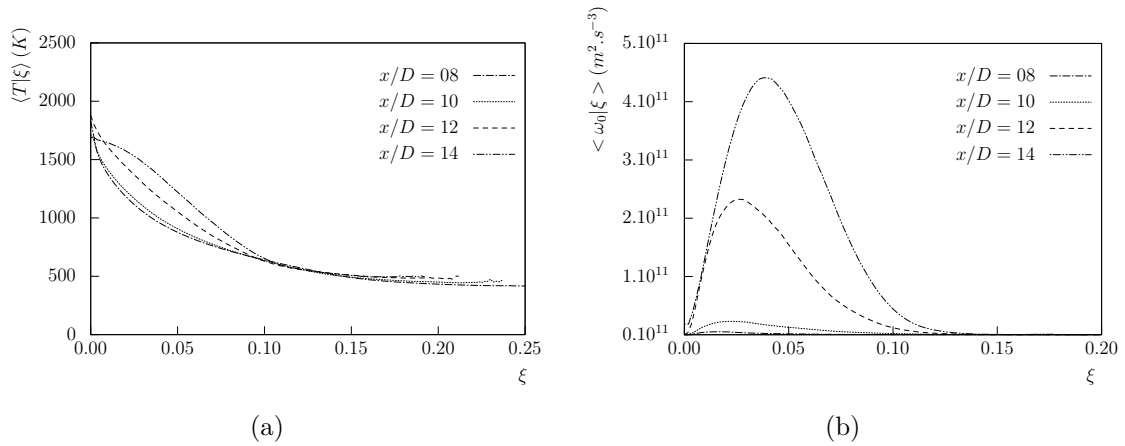 ⟨T|ξ⟩ (K)
2500
2000
1500
1000
500
0
x/D = 08
x/D = 10
x/D = 12
x/D = 14
0.00 0.05 0.10 0.15 0.20 0.25
ξ
(a)
< ω₀|ξ > (m².s⁻³)
5.10¹¹
4.10¹¹
3.10¹¹
2.10¹¹
1.10¹¹
0.10¹¹
x/D = 08
x/D = 10
x/D = 12
x/D = 14
0.00 0.05 0.10 0.15 0.20
ξ
(b)